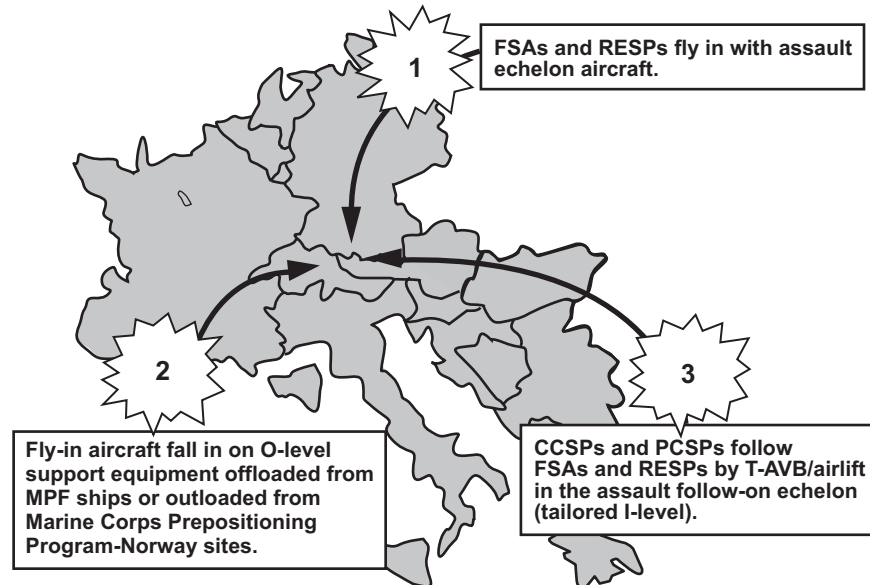 1
FSAs and RESPs fly in with assault
echelon aircraft.
2
Fly-in aircraft fall in on O-level
support equipment offloaded from
MPF ships or outloaded from
Marine Corps Prepositioning
Program-Norway sites.
3
CCSPs and PCSPs follow
FSAs and RESPs by T-AVB/airlift
in the assault follow-on echelon
(tailored I-level).